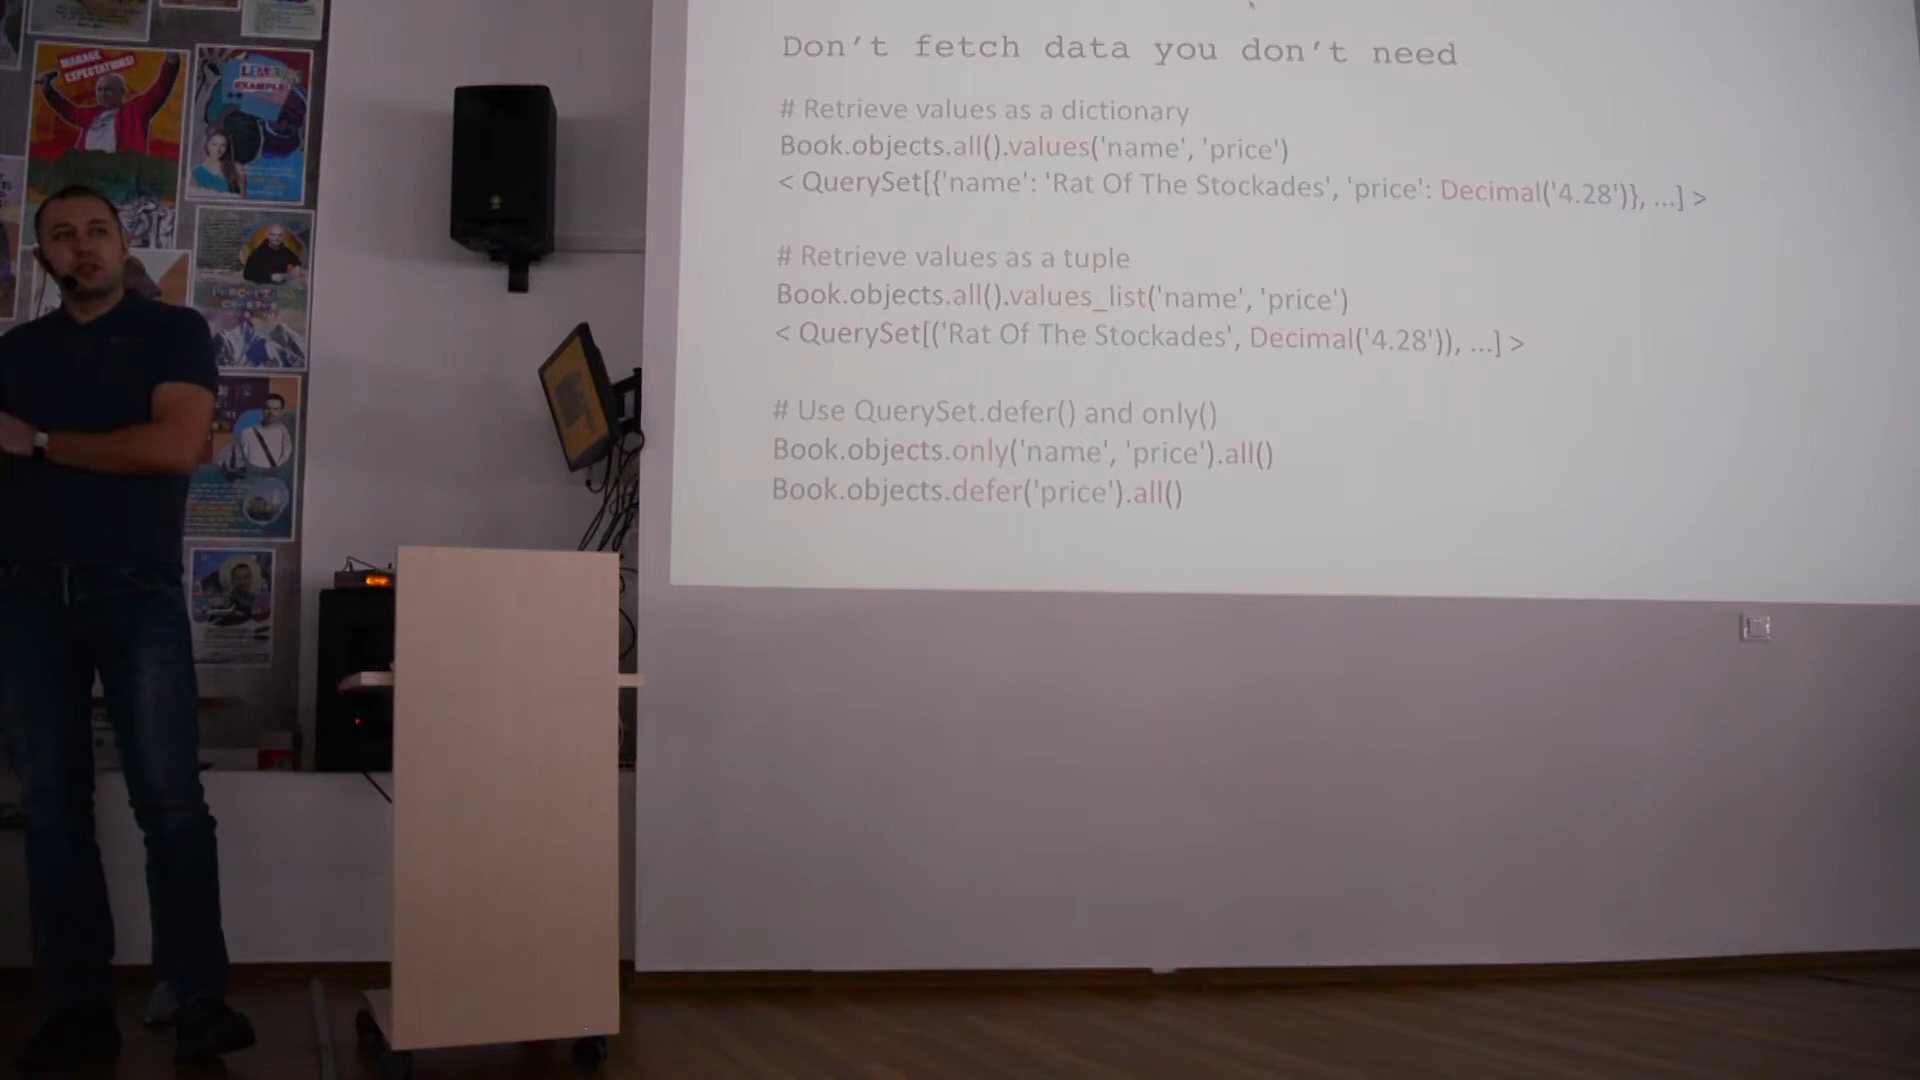 MANAGE
EXPECTATIONS!
EXAMPLE!
Don't fetch data you don't need
# Retrieve values as a dictionary
Book.objects.all().values('name', 'price')
< QuerySet[{'name': 'Rat Of The Stockades', 'price': Decimal('4.28')}, ...] >
# Retrieve values as a tuple
Book.objects.all().values_list('name', 'price')
< QuerySet[('Rat Of The Stockades', Decimal('4.28')), ...] >
# Use QuerySet.defer() and only()
Book.objects.only('name', 'price').all()
Book.objects.defer('price').all()